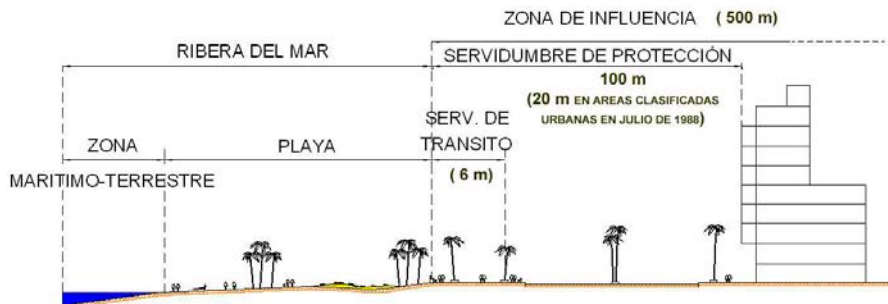 ZONA DE INFLUENCIA ( 500 m)
RIBERA DEL MAR
SERVIDUMBRE DE PROTECCIÓN
100 m
(20 m EN AREAS CLASIFICADAS
URBANAS EN JULIO DE 1988)
SERV. DE
TRANSITO
( 6 m)
ZONA
MARITIMO-TERRESTRE
PLAYA